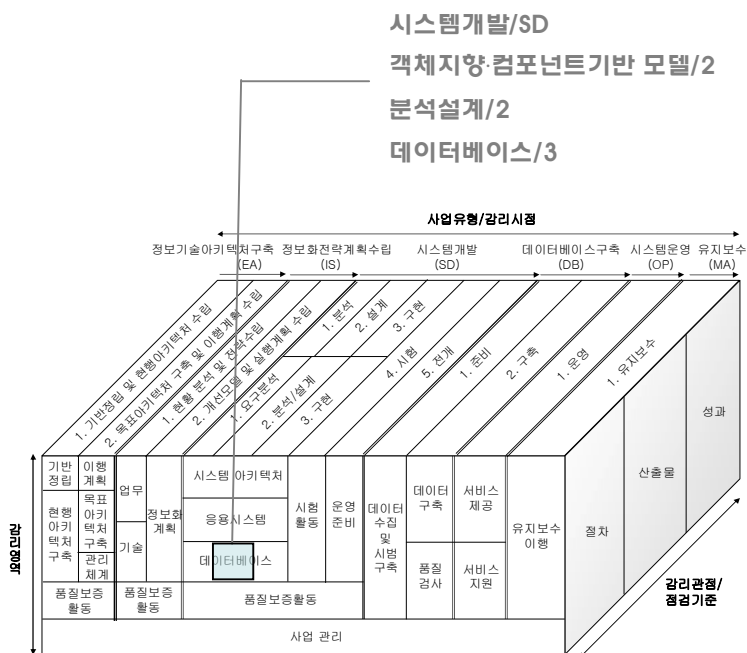 시스템개발/SD
객체지향·컴포넌트기반 모델/2
분석설계/2
데이터베이스/3
사업유형/감리시점
정보기술아키텍처구축 정보화전략계획수립 시스템개발 데이터베이스구축 시스템운영 유지보수
(EA) (IS) (SD) (DB) (OP) (MA)
1. 기반정립 및 현행아키텍처 수립
2. 목표아키텍처 구축 및 이행계획 수립
1. 현황 분석 및 전략수립
2. 개선모델 및 실행계획 수립
1. 분석
2. 설계
3. 구현
1. 요구분석
2. 분석/설계
3. 구현
4. 시험
5. 전개
1. 준비
2. 구축
1. 운영
1. 유지보수
감리영역
기반
정립
이행
계획
현행
아키
텍처
구축
목표
아키
텍처
구축
관리
체계
품질보증
활동
업무
기술
정보화
계획
품질보증
활동
시스템 아키텍처
응용시스템
데이터베이스
시험
활동
운영
준비
품질보증활동
데이터
수집
및
시범
구축
데이터
구축
품질
검사
서비스
제공
서비스
지원
유지보수
이행
사업 관리
절차
산출물
성과
감리관점/
점검기준